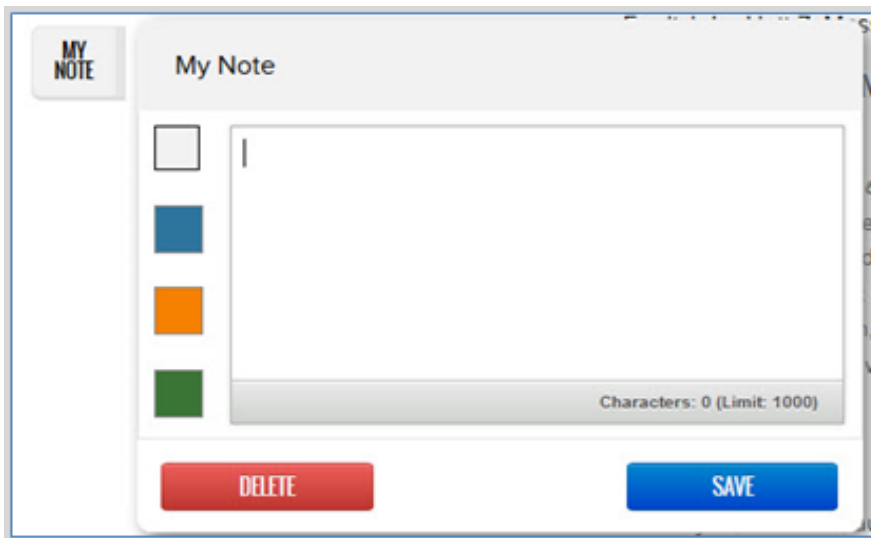 MY
NOTE
My Note
Characters: 0 (Limit: 1000)
DELETE
SAVE